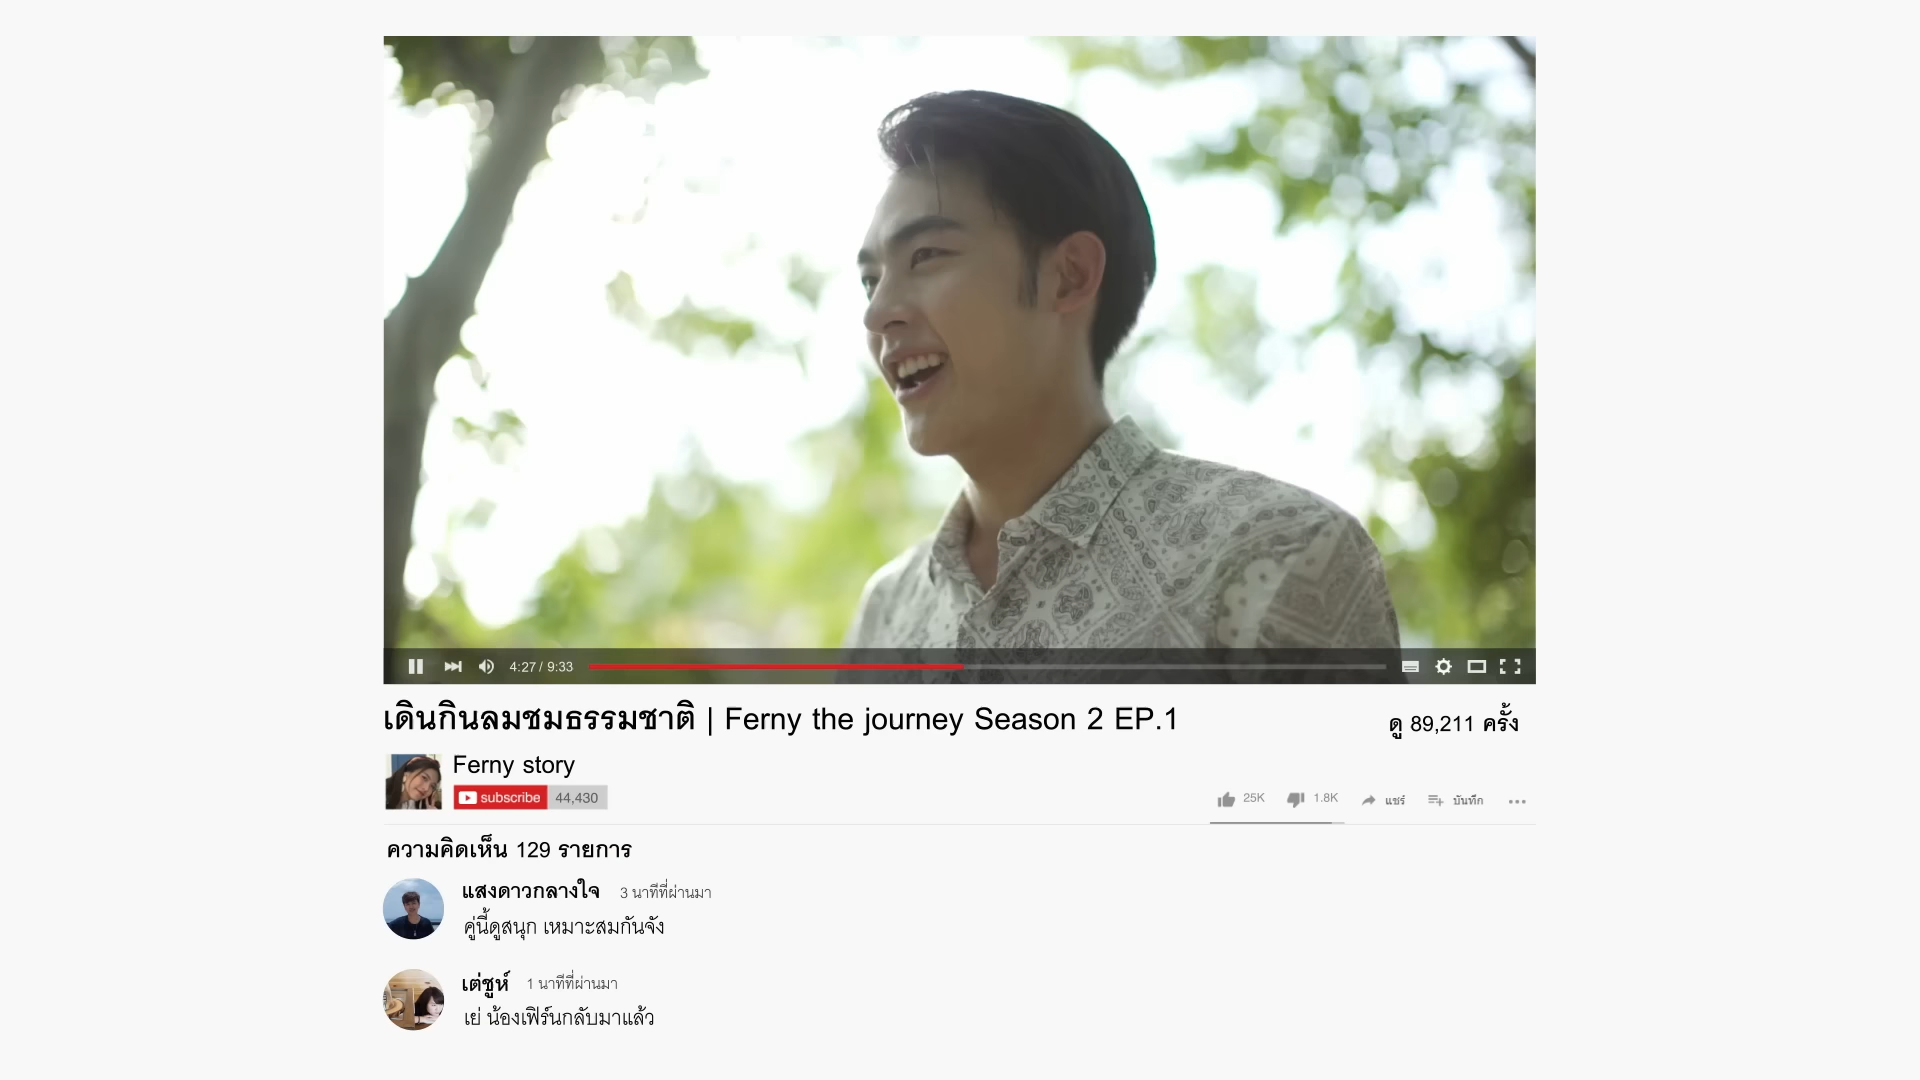 4:27 / 9:33
เดินกินลมชมธรรมชาติ | Ferny the journey Season 2 EP.1
ดู 89,211 ครั้ง
Ferny story
subscribe 44,430
25K 1.8K แชร์ บันทึก
ความคิดเห็น 129 รายการ
แสงดาวกลางใจ 3 นาทีที่ผ่านมา
คู่นี้ดูสนุก เหมาะสมกันจัง
เต่ซูห์ 1 นาทีที่ผ่านมา
เย่ น้องเฟิร์นกลับมาแล้ว